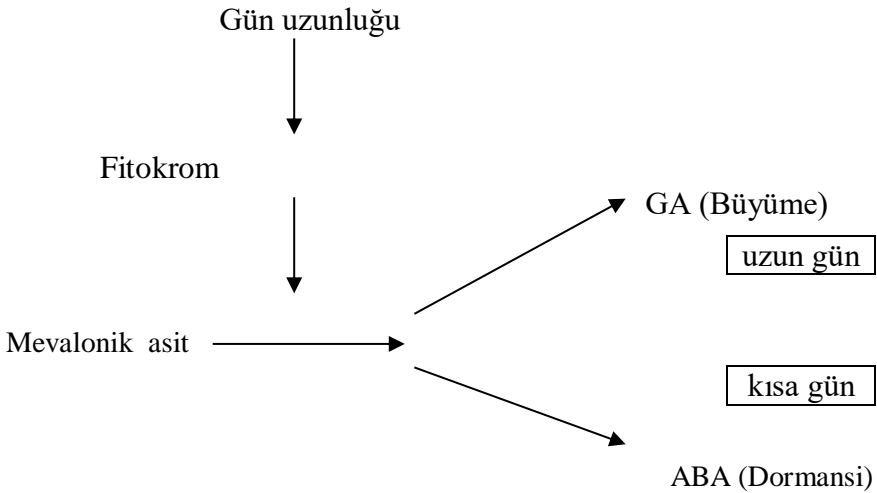 Gün uzunluğu
Fitokrom
GA (Büyüme)
uzun gün
Mevalonik asit
kısa gün
ABA (Dormansi)